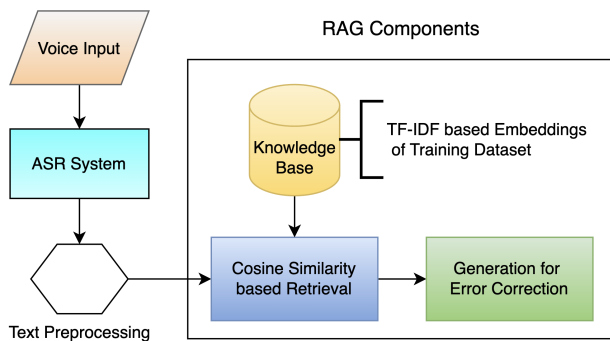 RAG Components
Voice Input
ASR System
Text Preprocessing
Knowledge
Base
TF-IDF based Embeddings
of Training Dataset
Cosine Similarity
based Retrieval
Generation for
Error Correction